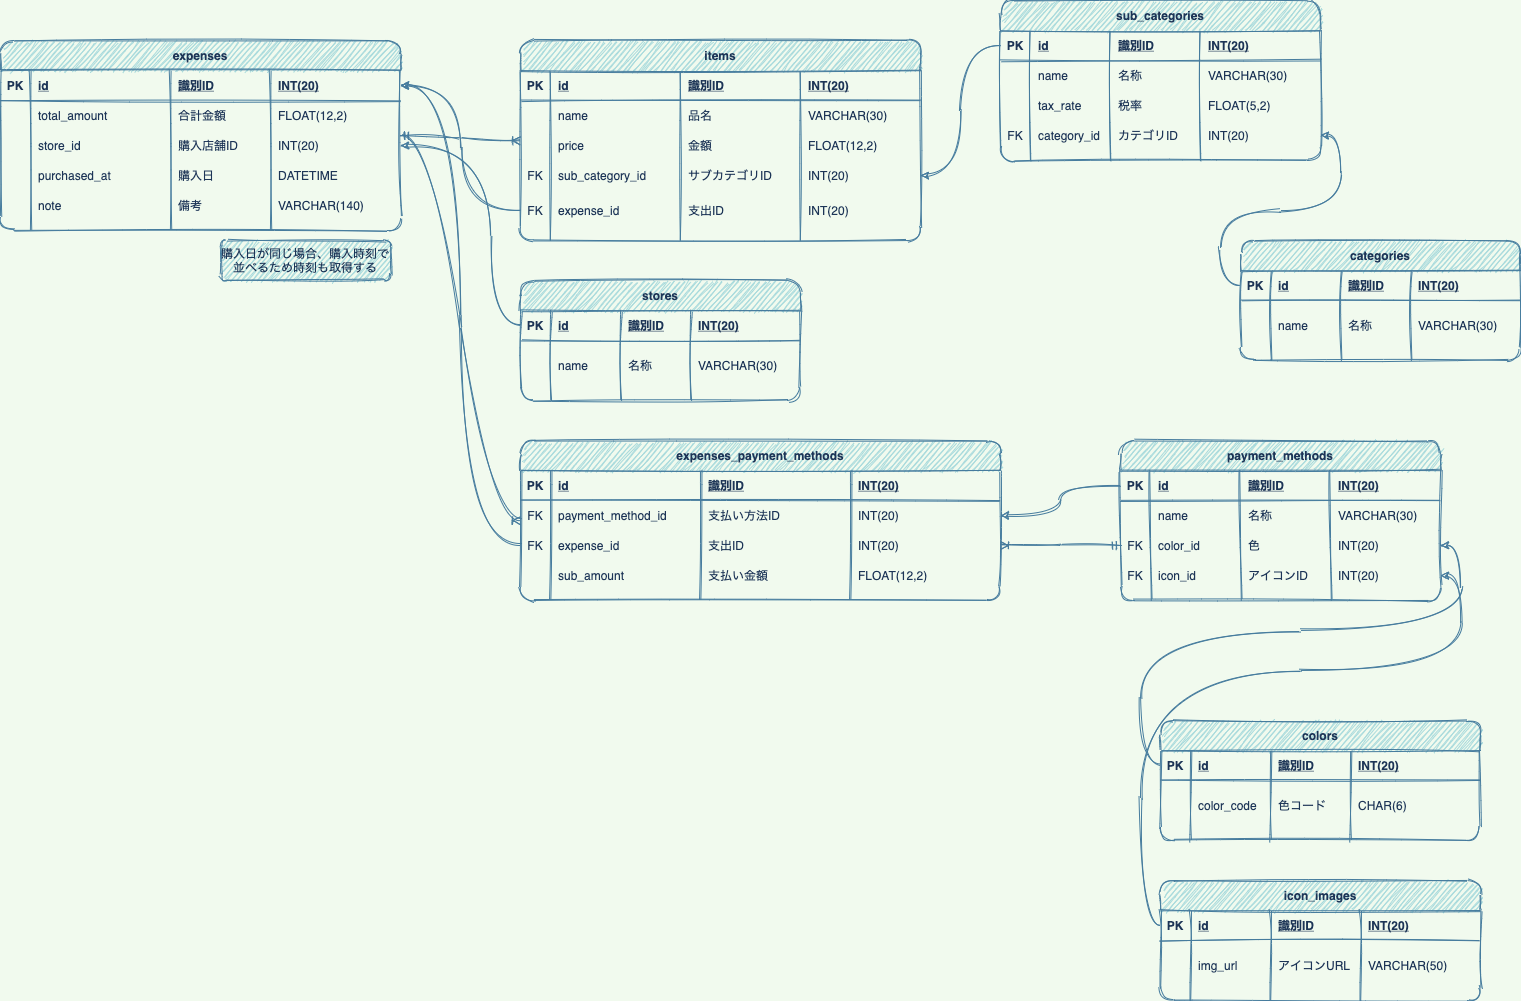 expenses
PK id 識別ID INT(20)
total_amount 合計金額 FLOAT(12,2)
store_id 購入店舗ID INT(20)
purchased_at 購入日 DATETIME
note 備考 VARCHAR(140)
購入日が同じ場合、購入時刻で
並べるため時刻も取得する
items
PK id 識別ID INT(20)
name 品名 VARCHAR(30)
price 金額 FLOAT(12,2)
FK sub_category_id サブカテゴリID INT(20)
FK expense_id 支出ID INT(20)
sub_categories
PK id 識別ID INT(20)
name 名称 VARCHAR(30)
tax_rate 税率 FLOAT(5,2)
FK category_id カテゴリID INT(20)
categories
PK id 識別ID INT(20)
name 名称 VARCHAR(30)
stores
PK id 識別ID INT(20)
name 名称 VARCHAR(30)
expenses_payment_methods
PK id 識別ID INT(20)
FK payment_method_id 支払い方法ID INT(20)
FK expense_id 支出ID INT(20)
sub_amount 支払い金額 FLOAT(12,2)
payment_methods
PK id 識別ID INT(20)
name 名称 VARCHAR(30)
FK color_id 色 INT(20)
FK icon_id アイコンID INT(20)
colors
PK id 識別ID INT(20)
color_code 色コード CHAR(6)
icon_images
PK id 識別ID INT(20)
img_url アイコンURL VARCHAR(50)